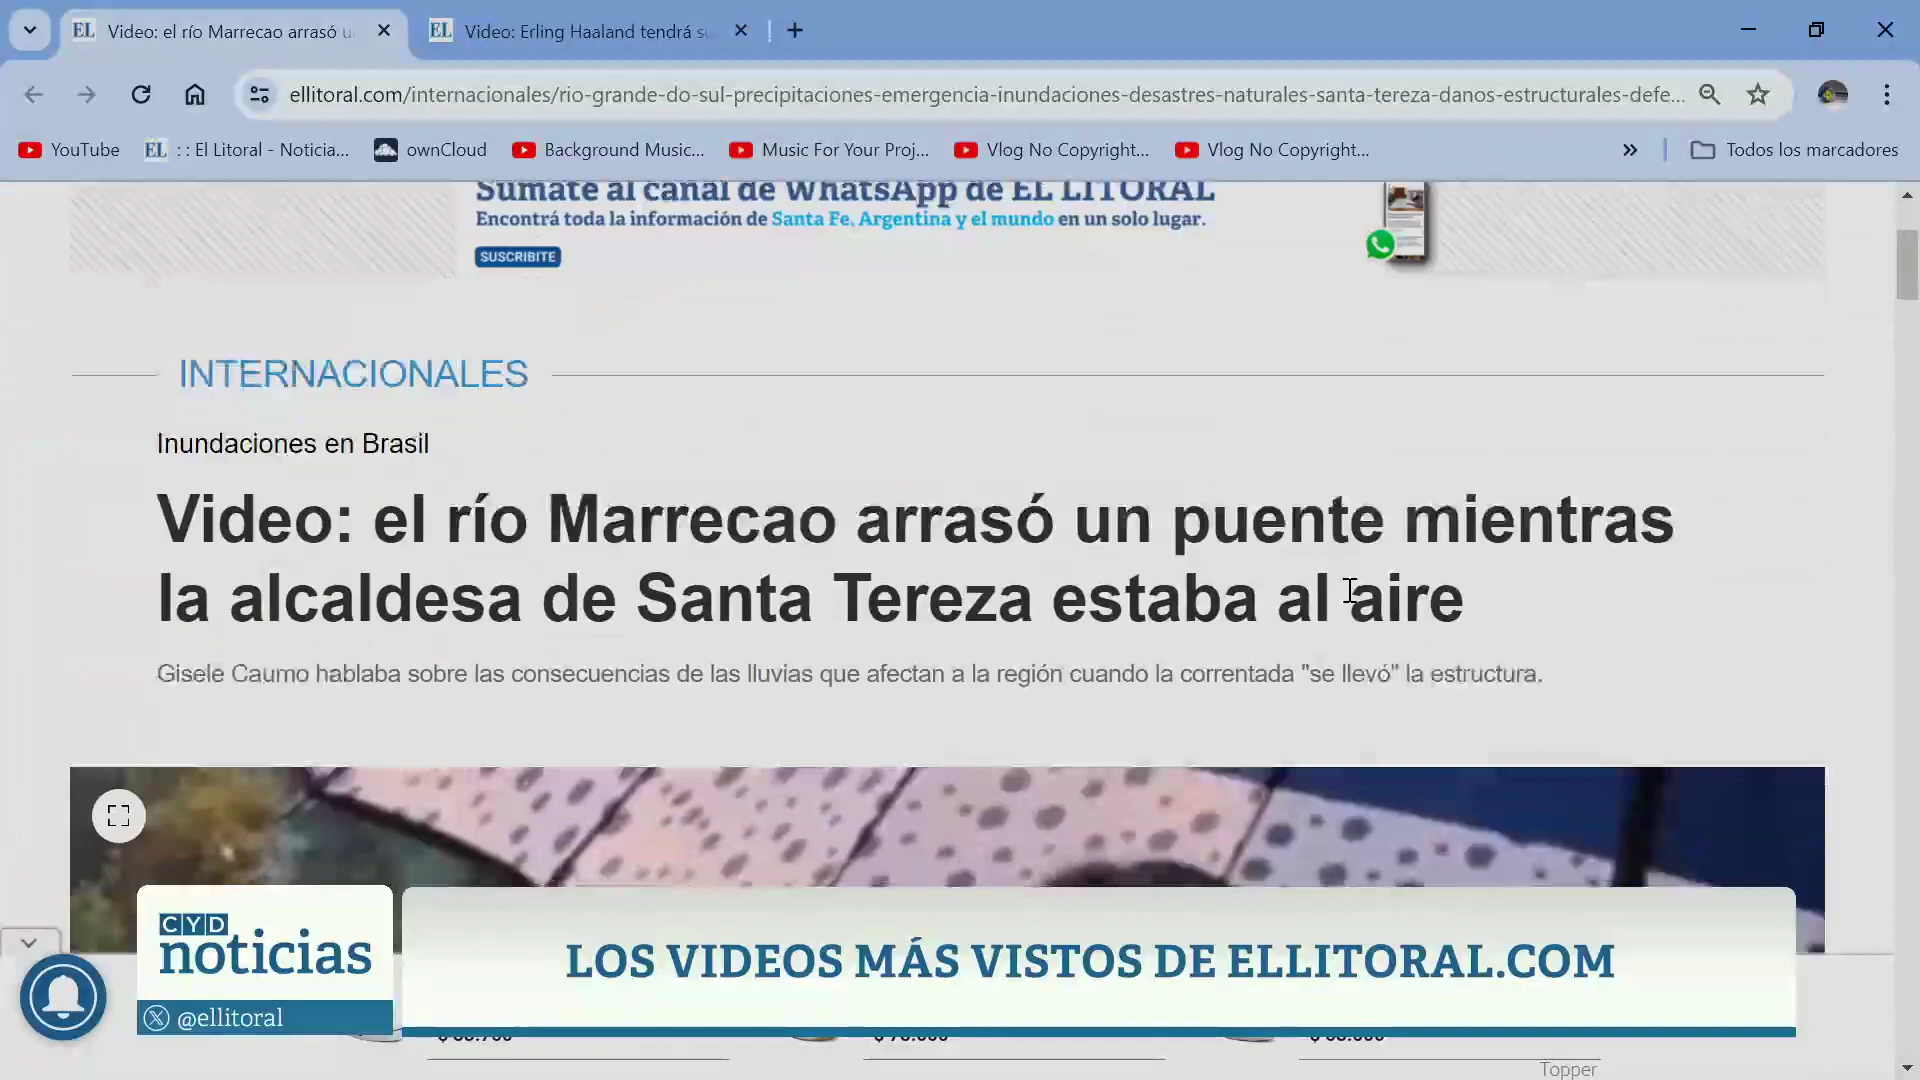 EL Video: el río Marrecao arrasó u
EL Video: Erling Haaland tendrá su
ellitoral.com/internacionales/rio-grande-do-sul-precipitaciones-emergencia-inundaciones-desastres-naturales-santa-tereza-danos-estructurales-defe...
YouTube
EL : : El Litoral - Noticia...
ownCloud
Background Music...
Music For Your Proj...
Vlog No Copyright...
Vlog No Copyright...
Todos los marcadores
Sumate al canal de WhatsApp de EL LITORAL
Encontrá toda la información de Santa Fe, Argentina y el mundo en un solo lugar.
SUSCRIBITE
INTERNACIONALES
Inundaciones en Brasil
Video: el río Marrecao arrasó un puente mientras
la alcaldesa de Santa Tereza estaba al aire
Gisele Caumo hablaba sobre las consecuencias de las lluvias que afectan a la región cuando la correntada "se llevó" la estructura.
CYD
noticias
@ellitoral
LOS VIDEOS MÁS VISTOS DE ELLITORAL.COM
Topper